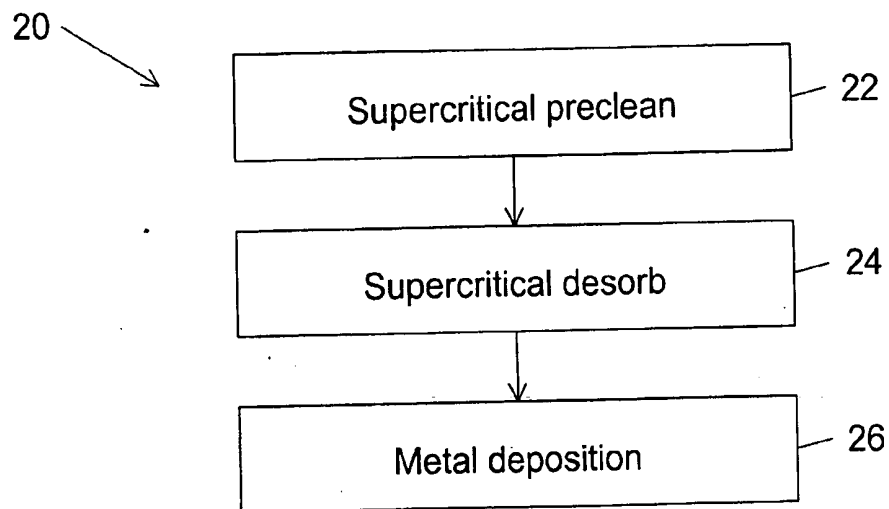 20
Supercritical preclean
22
Supercritical desorb
24
Metal deposition
26